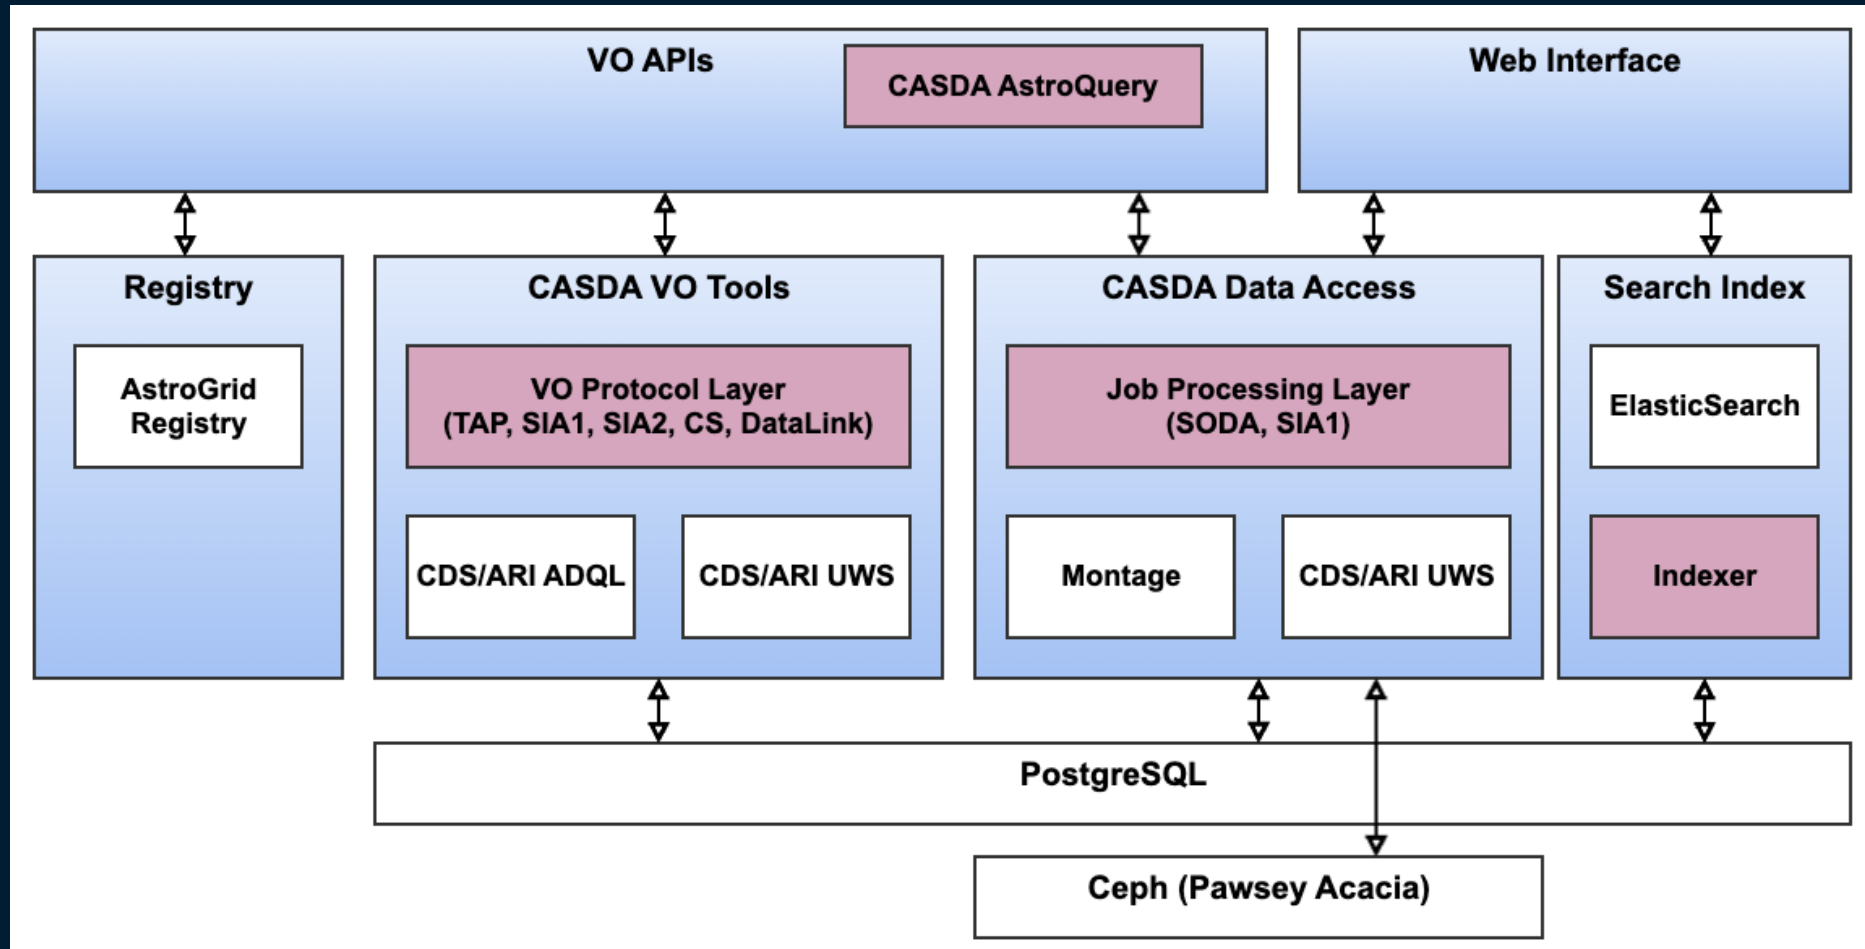 VO APIs
CASDA AstroQuery
Web Interface
Registry
AstroGrid
Registry
CASDA VO Tools
VO Protocol Layer
(TAP, SIA1, SIA2, CS, DataLink)
CDS/ARI ADQL
CDS/ARI UWS
CASDA Data Access
Job Processing Layer
(SODA, SIA1)
Montage
CDS/ARI UWS
Search Index
ElasticSearch
Indexer
PostgreSQL
Ceph (Pawsey Acacia)